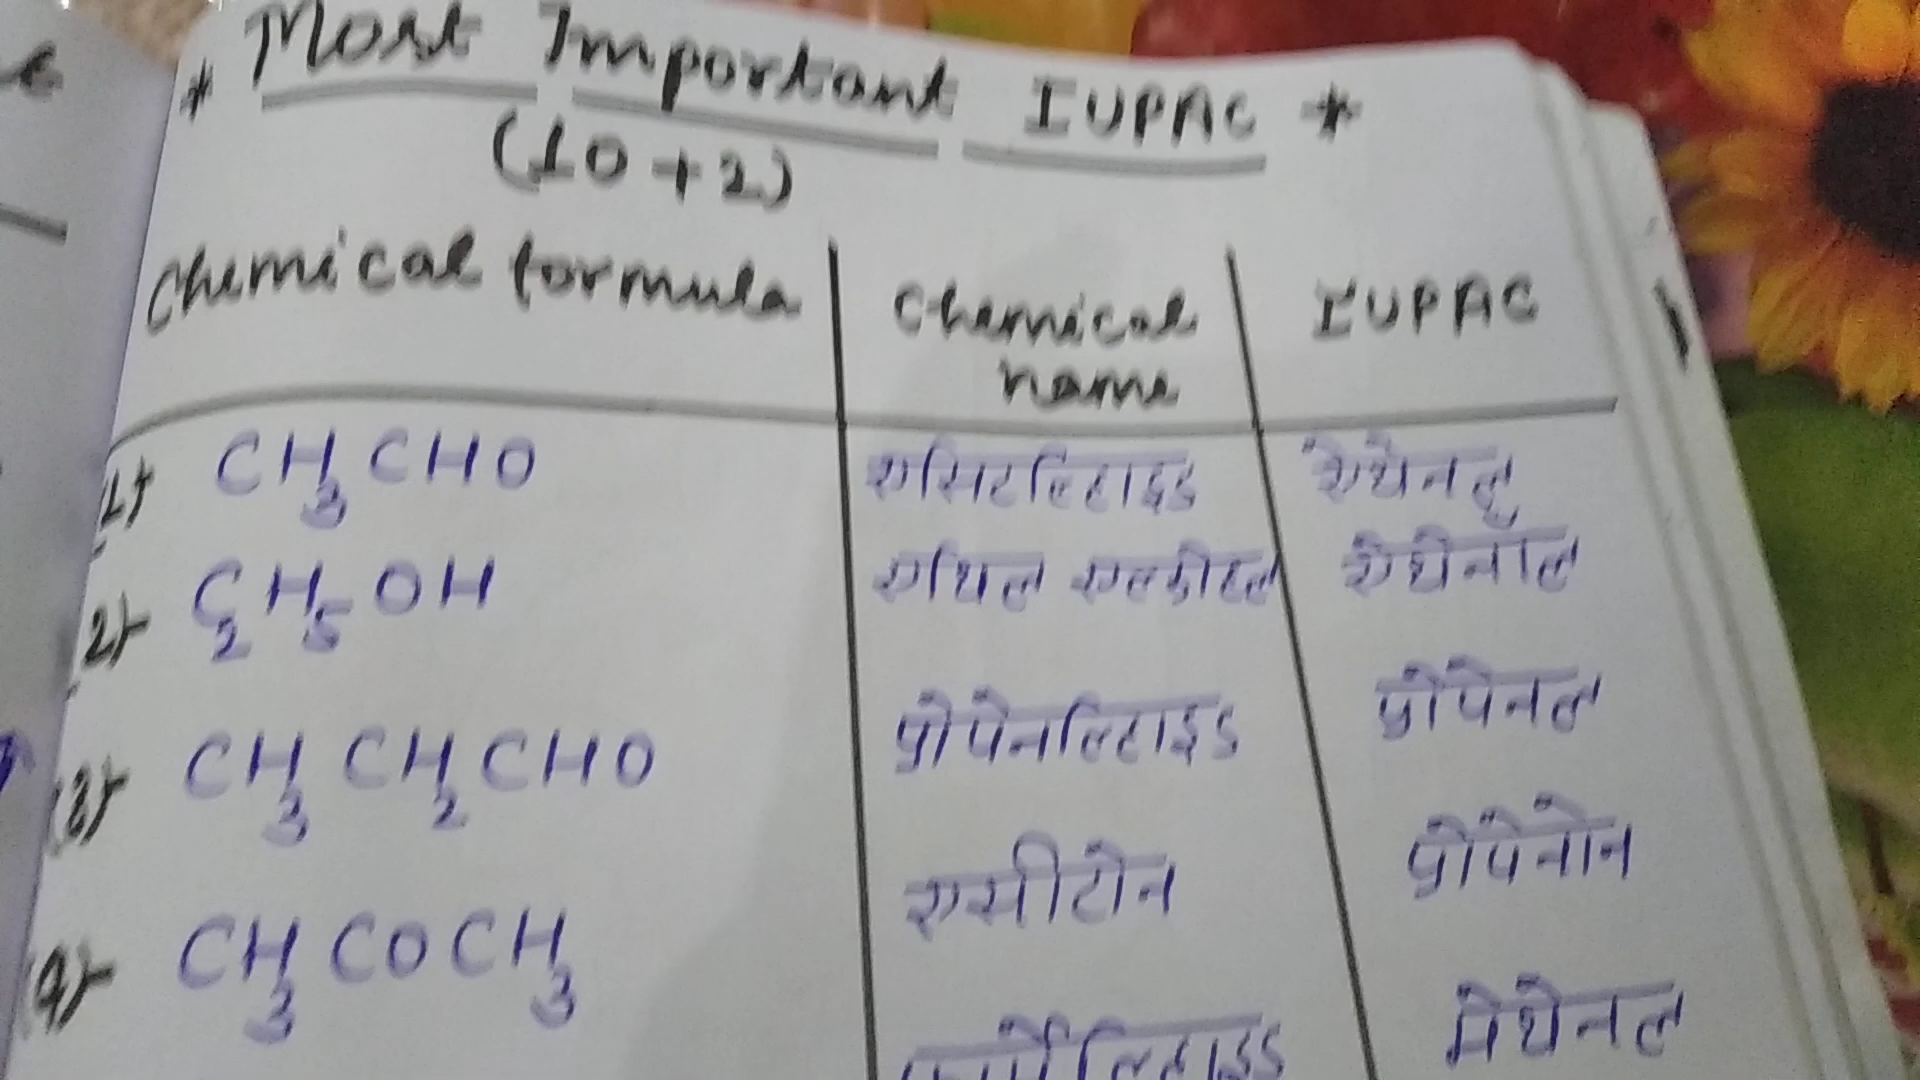 * Most Important IUPAC *
(10+2)
Chemical formula Chemical name IUPAC
(1) CH3CHO एसिटल्डिहाइड ऐथेनल
(2) C2H5OH एथिल एल्कोहल ऐथेनॉल
(3) CH3CH2CHO प्रोपेनल्डिहाइड प्रोपेनल
(4) CH3COCH3 एसीटोन प्रोपेनोन
मेथेनल